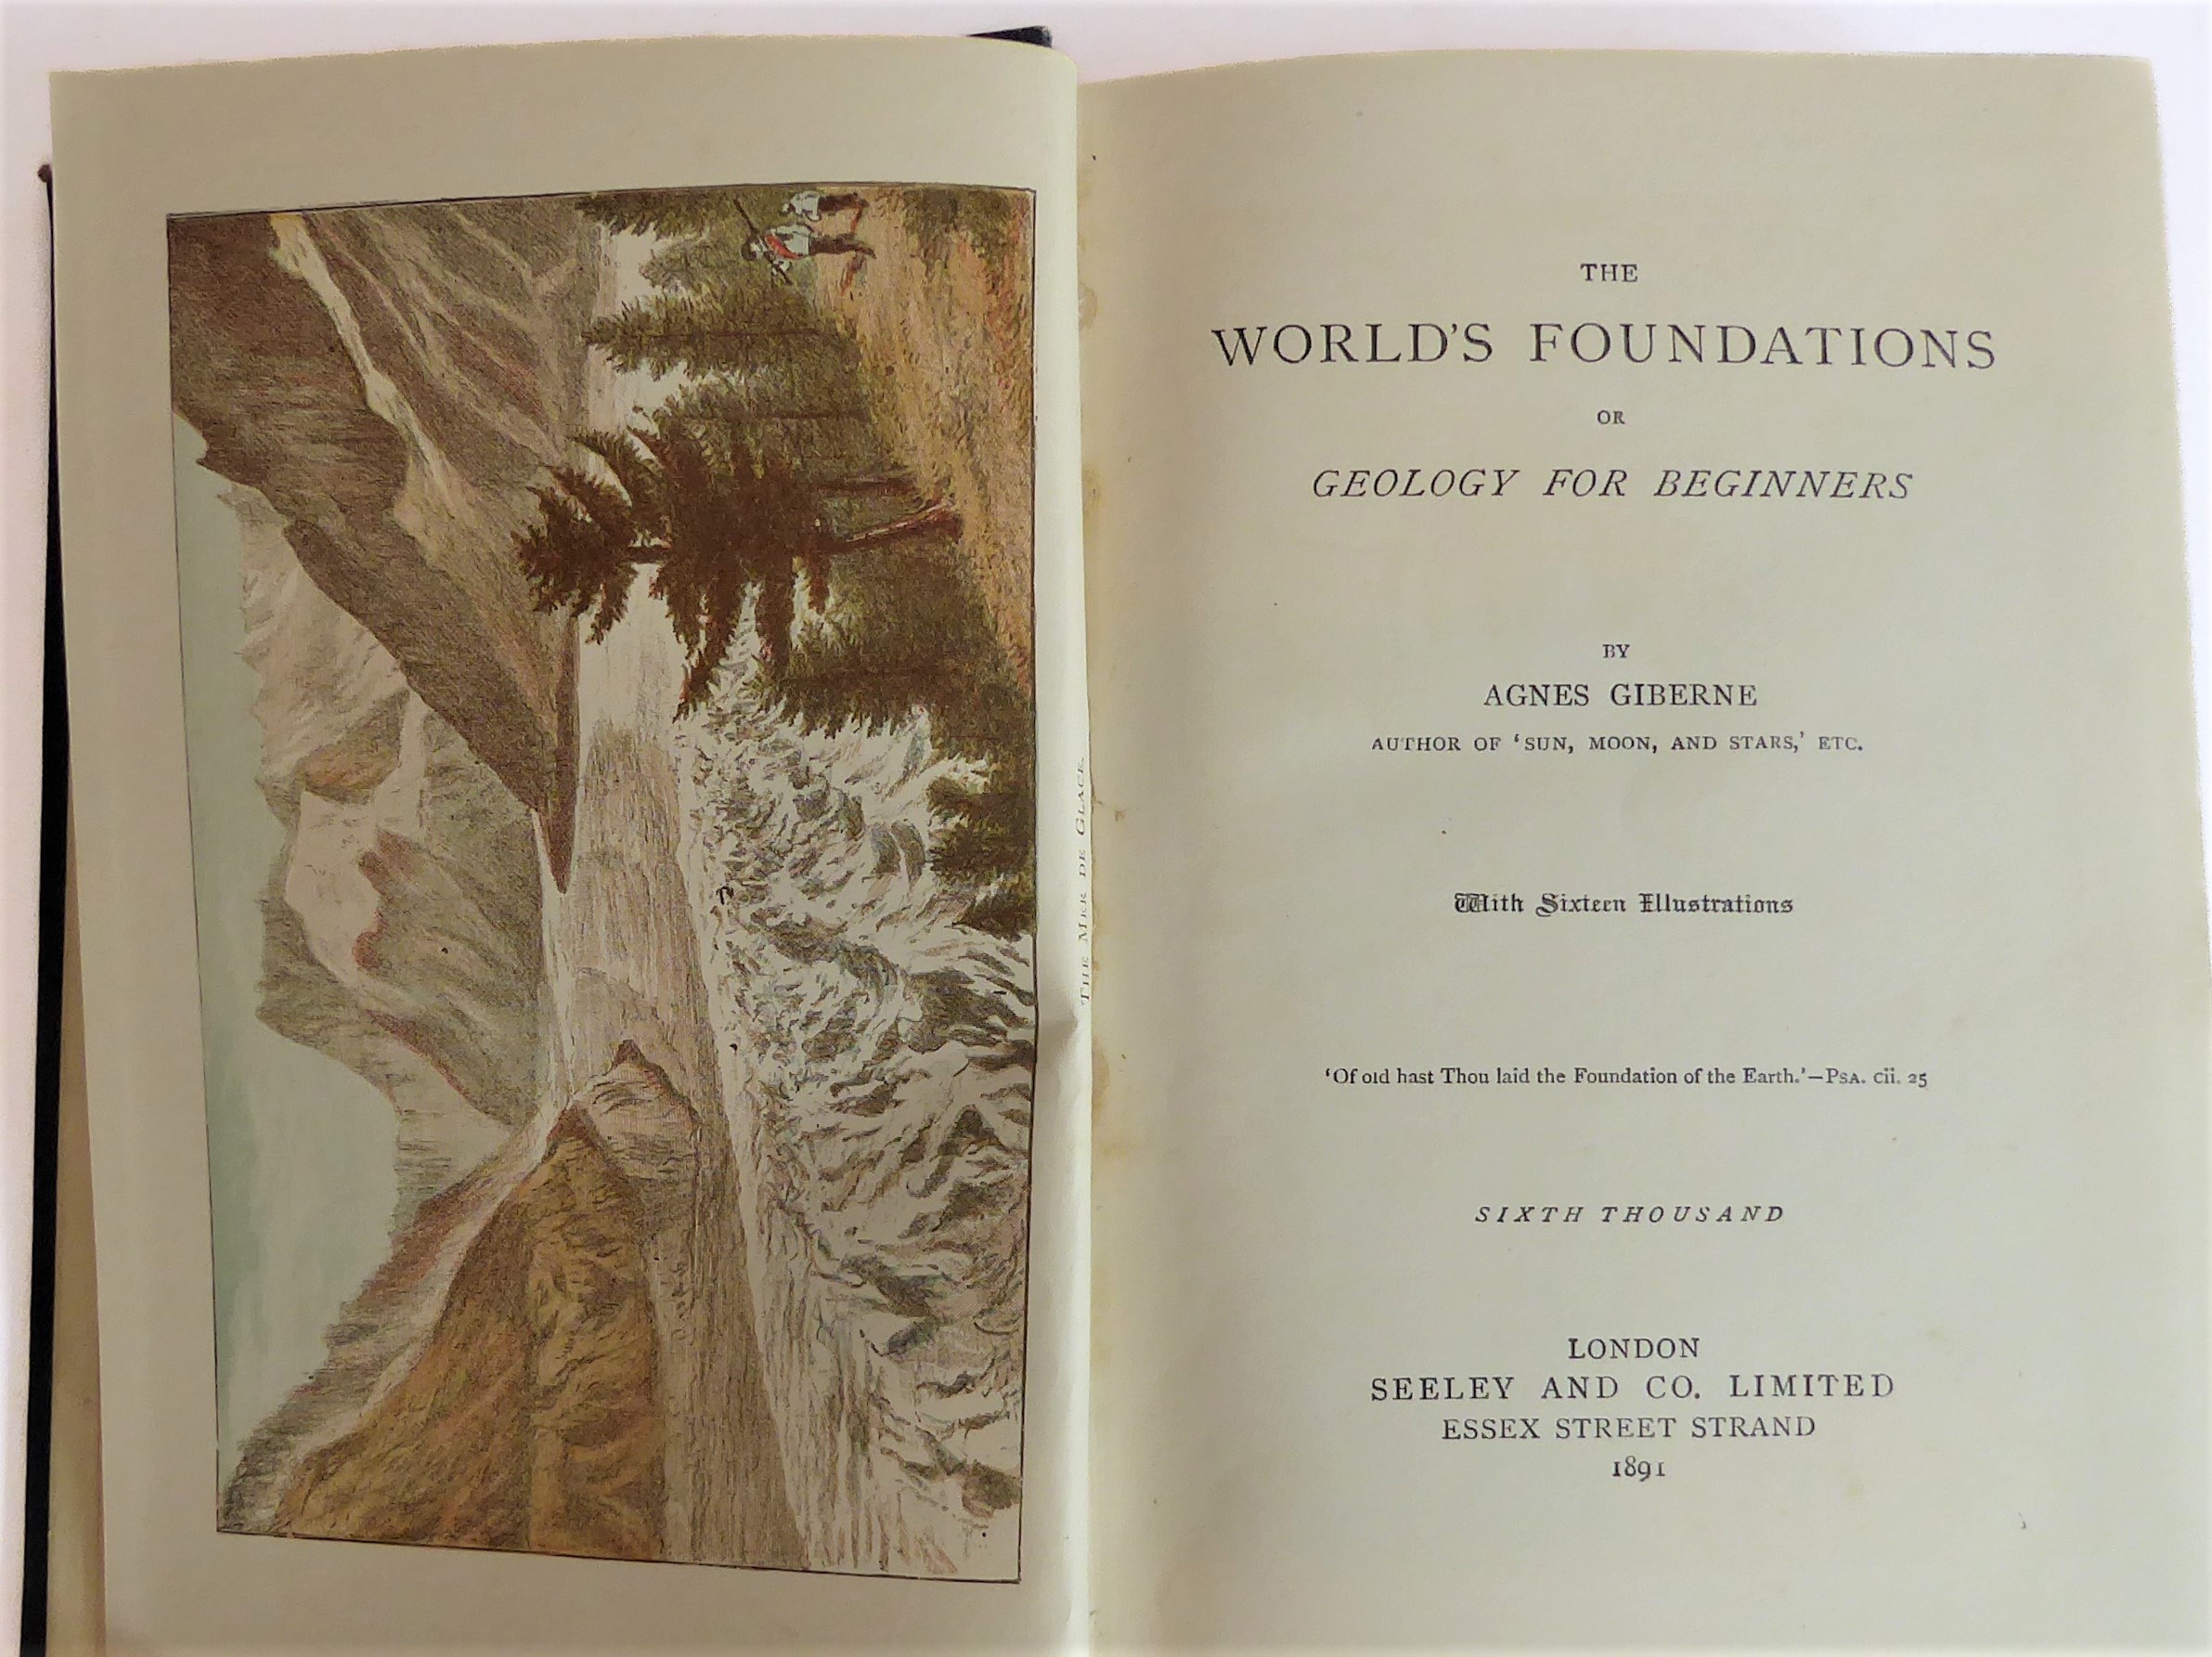 THE MER DE GLACE.
THE
WORLD'S FOUNDATIONS
OR
GEOLOGY FOR BEGINNERS
BY
AGNES GIBERNE
AUTHOR OF 'SUN, MOON, AND STARS,' ETC.
With Sixteen Illustrations
'Of old hast Thou laid the Foundation of the Earth.'—PSA. cii. 25
SIXTH THOUSAND
LONDON
SEELEY AND CO. LIMITED
ESSEX STREET STRAND
1891